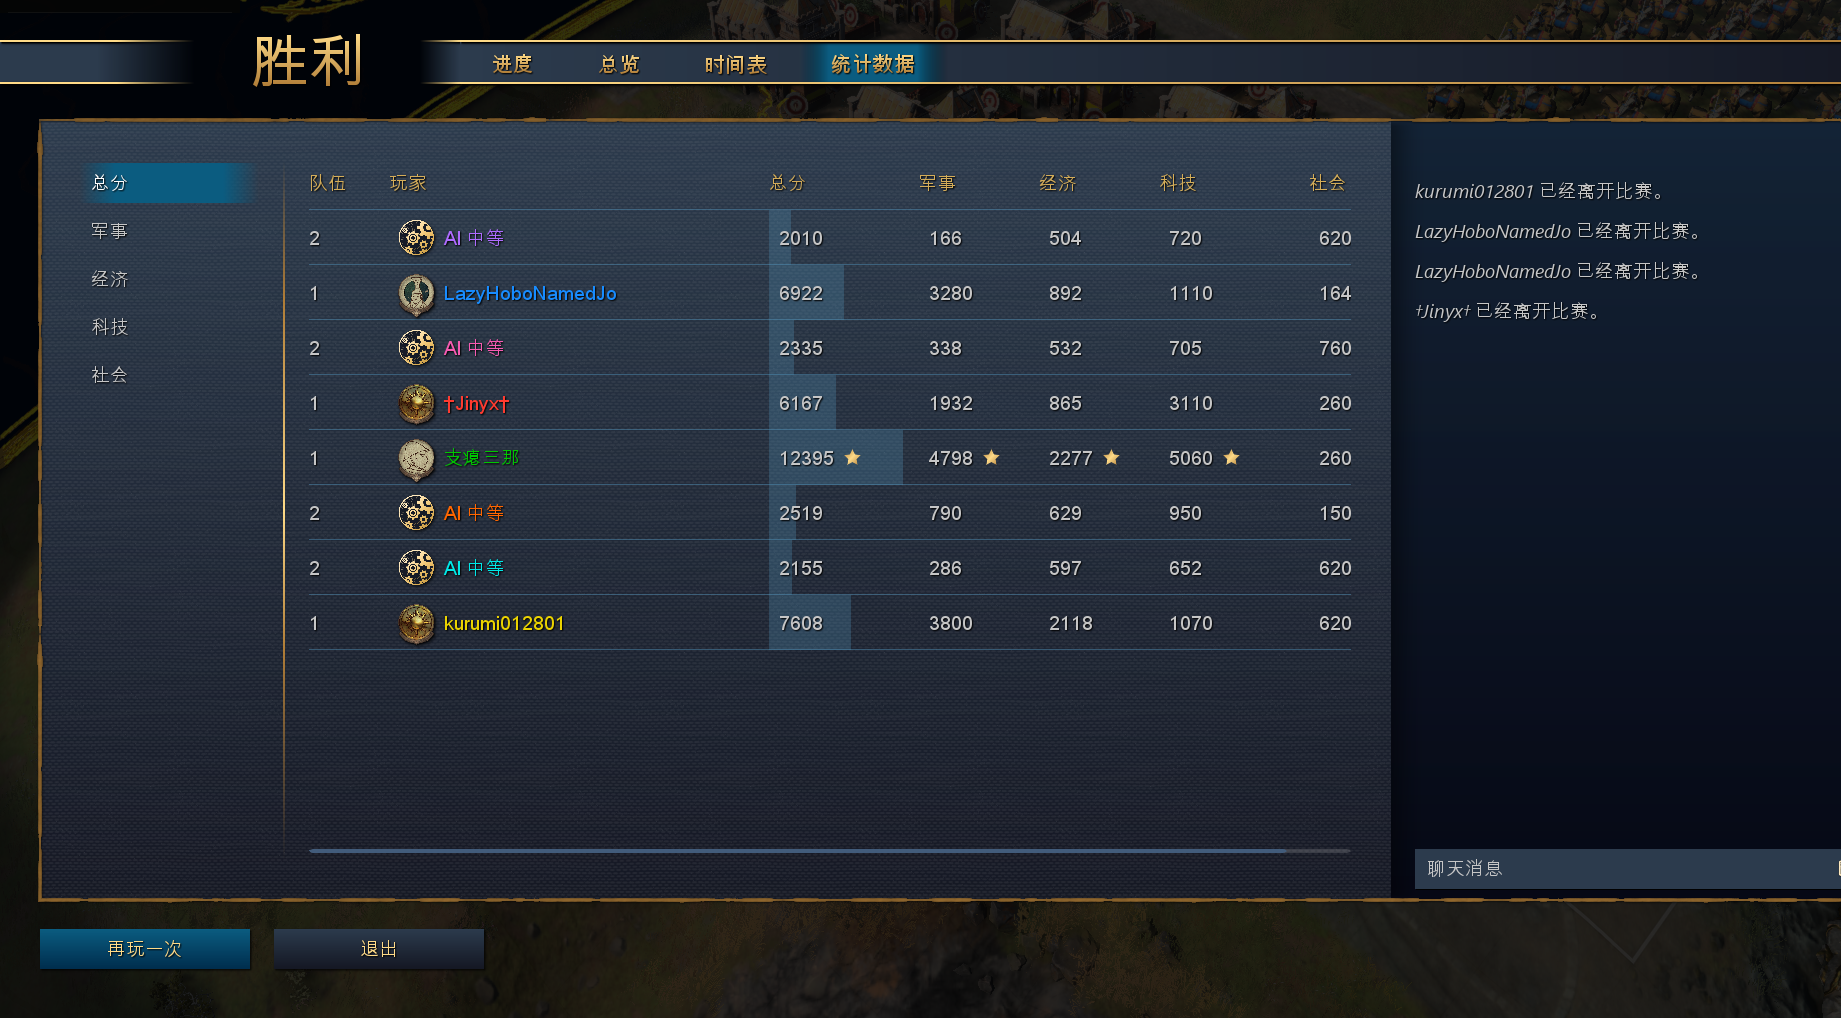 胜利
进度 总览 时间表 统计数据
总分
军事
经济
科技
社会
队伍 玩家 总分 军事 经济 科技 社会
2 AI 中等 2010 166 504 720 620
1 LazyHoboNamedJo 6922 3280 892 1110 164
2 AI 中等 2335 338 532 705 760
1 †Jinyx† 6167 1932 865 3110 260
1 支瘪三那 12395 4798 2277 5060 260
2 AI 中等 2519 790 629 950 150
2 AI 中等 2155 286 597 652 620
1 kurumi012801 7608 3800 2118 1070 620
kurumi012801 已经离开比赛。
LazyHoboNamedJo 已经离开比赛。
LazyHoboNamedJo 已经离开比赛。
†Jinyx† 已经离开比赛。
聊天消息
再玩一次 退出